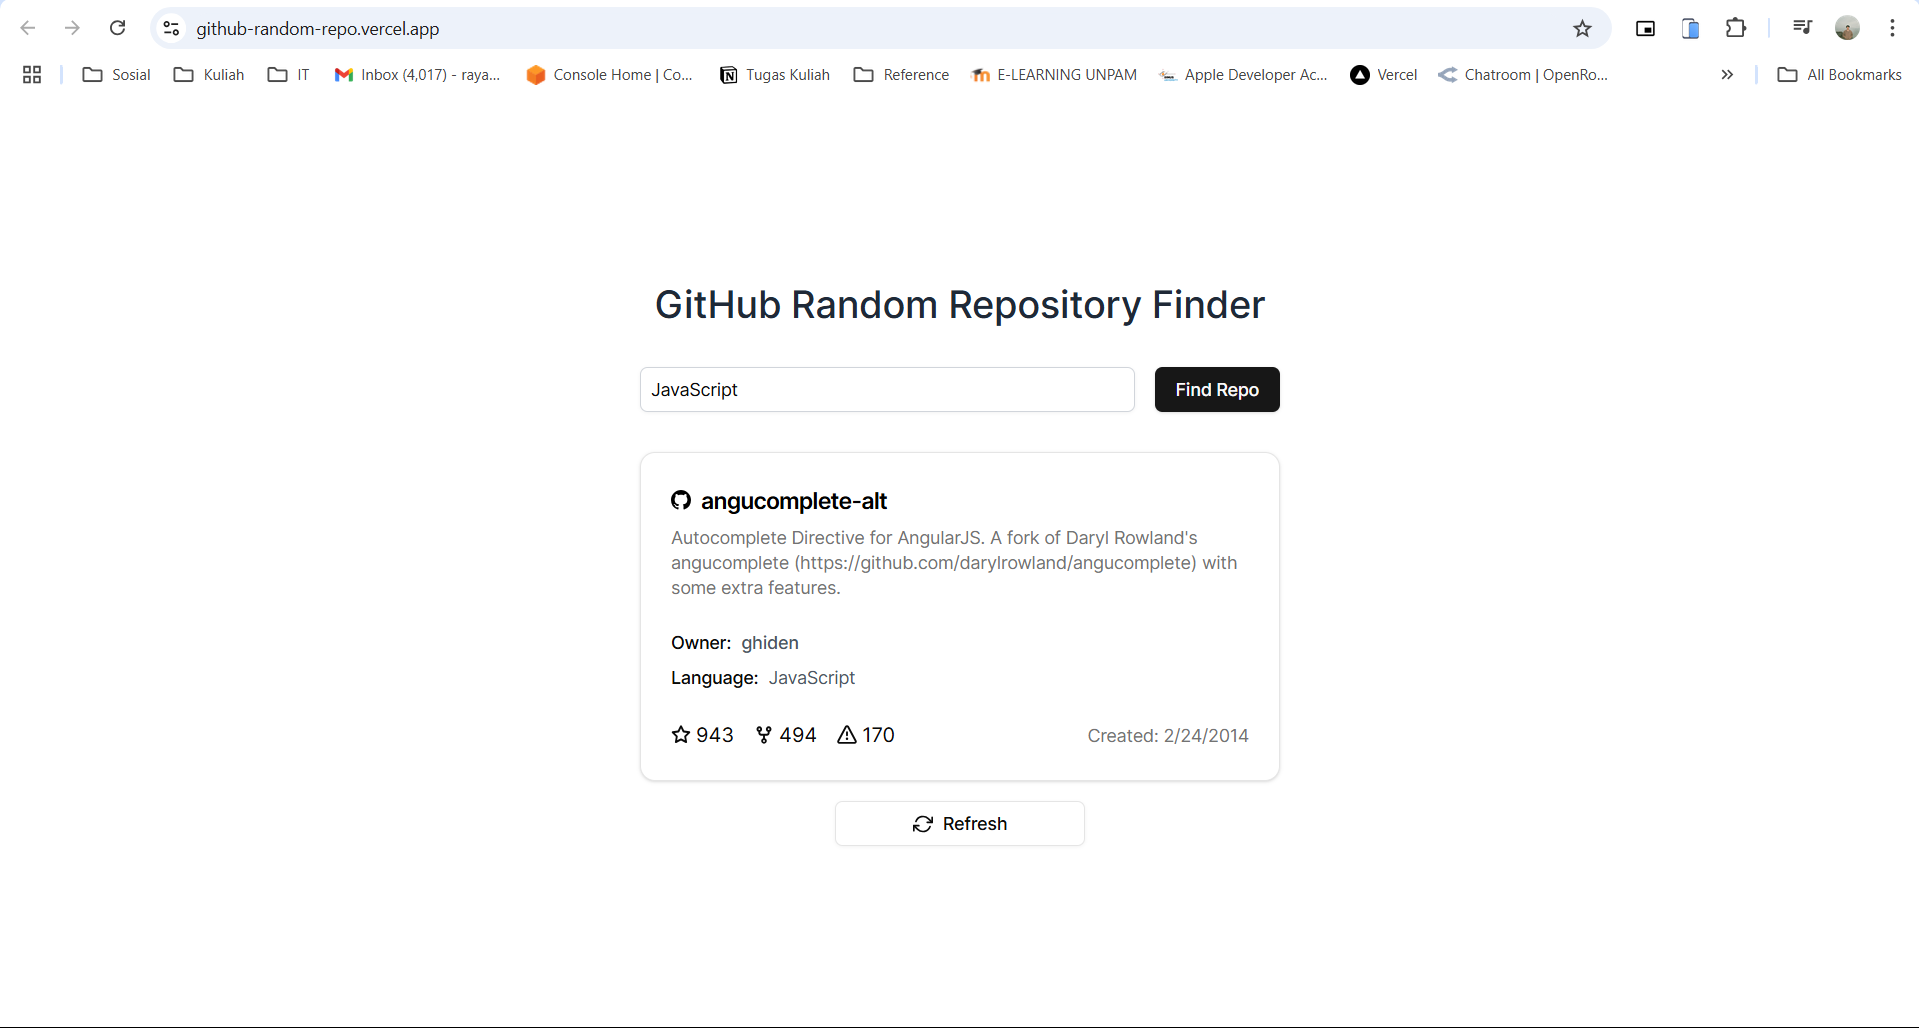 github-random-repo.vercel.app
Sosial
Kuliah
IT
Inbox (4,017) - raya...
Console Home | Co...
Tugas Kuliah
Reference
E-LEARNING UNPAM
Apple Developer Ac...
Vercel
Chatroom | OpenRo...
All Bookmarks
GitHub Random Repository Finder
JavaScript
Find Repo
angucomplete-alt
Autocomplete Directive for AngularJS. A fork of Daryl Rowland's
angucomplete (https://github.com/darylrowland/angucomplete) with
some extra features.
Owner: ghiden
Language: JavaScript
943 494 170 Created: 2/24/2014
Refresh